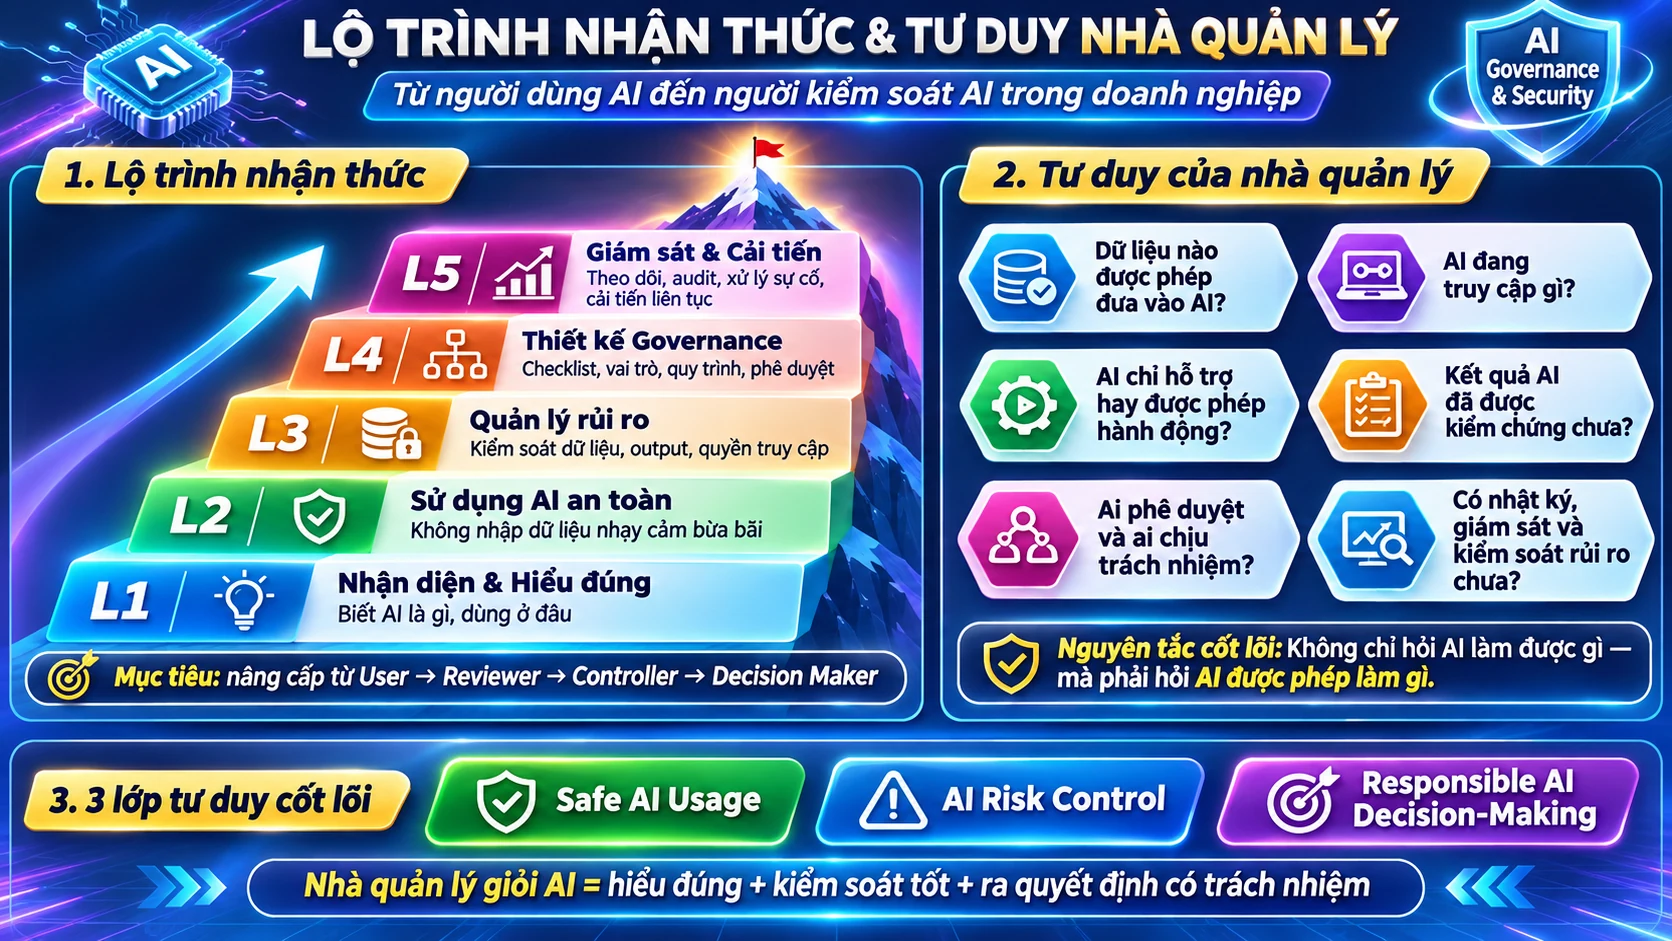 AI
LỘ TRÌNH NHẬN THỨC & TƯ DUY NHÀ QUẢN LÝ
Từ người dùng AI đến người kiểm soát AI trong doanh nghiệp
AI
Governance
& Security
1. Lộ trình nhận thức
L5
Giám sát & Cải tiến
Theo dõi, audit, xử lý sự cố,
cải tiến liên tục
L4
Thiết kế Governance
Checklist, vai trò, quy trình, phê duyệt
L3
Quản lý rủi ro
Kiểm soát dữ liệu, output, quyền truy cập
L2
Sử dụng AI an toàn
Không nhập dữ liệu nhạy cảm bừa bãi
L1
Nhận diện & Hiểu đúng
Biết AI là gì, dùng ở đâu
Mục tiêu: nâng cấp từ User → Reviewer → Controller → Decision Maker
2. Tư duy của nhà quản lý
Dữ liệu nào
được phép
đưa vào AI?
AI đang
truy cập gì?
AI chỉ hỗ trợ
hay được phép
hành động?
Kết quả AI
đã được
kiểm chứng chưa?
Ai phê duyệt
và ai chịu
trách nhiệm?
Có nhật ký,
giám sát và
kiểm soát rủi ro
chưa?
Nguyên tắc cốt lõi: Không chỉ hỏi AI làm được gì —
mà phải hỏi AI được phép làm gì.
3. 3 lớp tư duy cốt lõi
Safe AI Usage
AI Risk Control
Responsible AI
Decision-Making
Nhà quản lý giỏi AI = hiểu đúng + kiểm soát tốt + ra quyết định có trách nhiệm